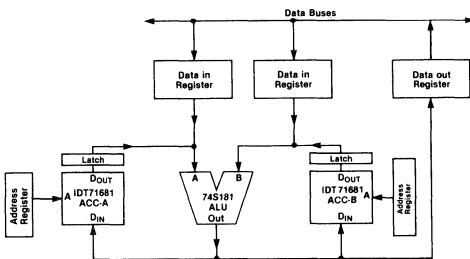 Data Buses
Data in
Register
Data in
Register
Data out
Register
Latch
DOUT
A IDT71681
ACC-A
DIN
Address
Register
A
B
74S181
ALU
Out
Latch
DOUT
IDT71681
ACC-B A
DIN
Address
Register